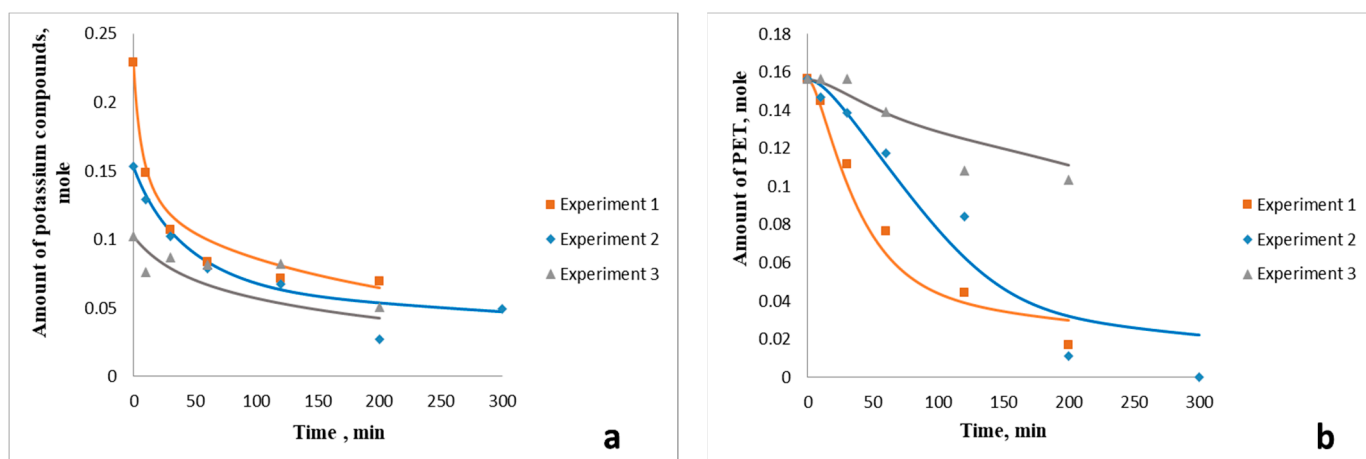 Amount of potassium compounds,
mole
0.25
0.2
0.15
0.1
0.05
0
0 50 100 150 200 250 300
Time , min
Experiment 1
Experiment 2
Experiment 3
a
Amount of PET, mole
0.18
0.16
0.14
0.12
0.1
0.08
0.06
0.04
0.02
0
0 50 100 150 200 250 300
Time, min
Experiment 1
Experiment 2
Experiment 3
b